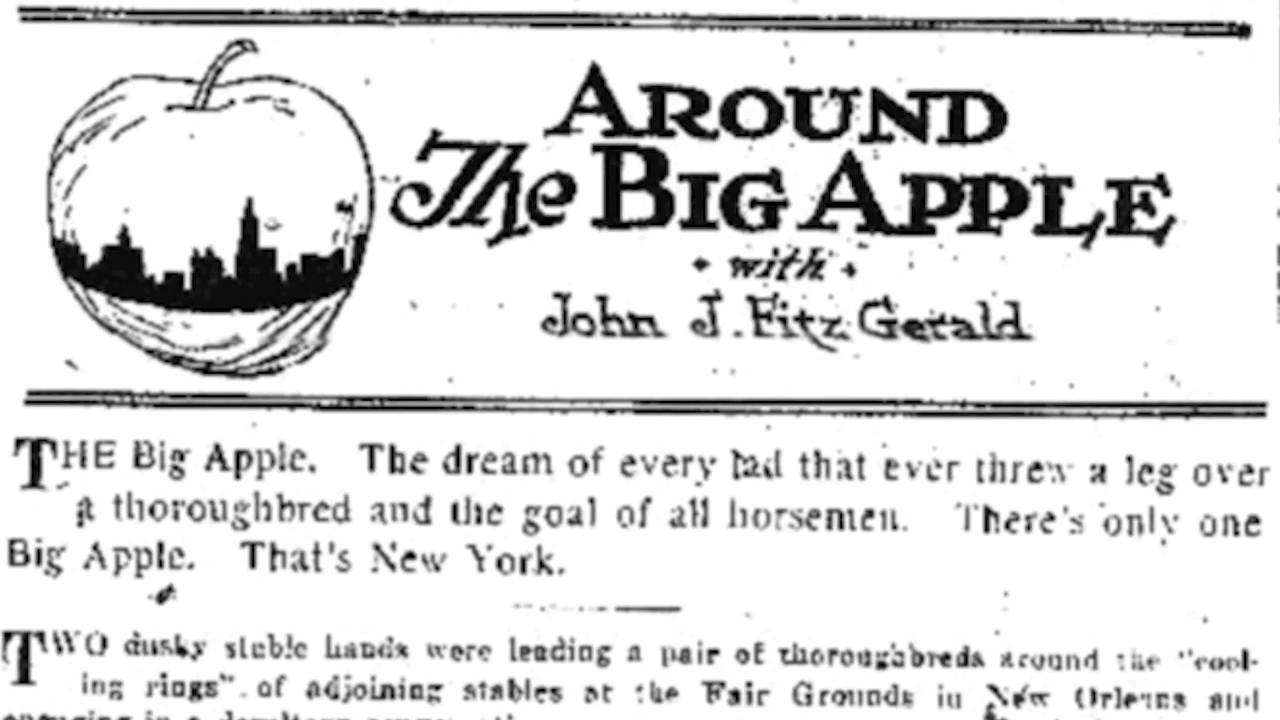 AROUND
The BIG APPLE
with
John J. Fitz Gerald
THE Big Apple. The dream of every lad that ever threw a leg over
a thoroughbred and the goal of all horsemen. There's only one
Big Apple. That's New York.
TWO dusky stable hands were leading a pair of thoroughbreds around the "cool-
ing rings" of adjoining stables at the Fair Grounds in New Orleans and
engaging in a desultory